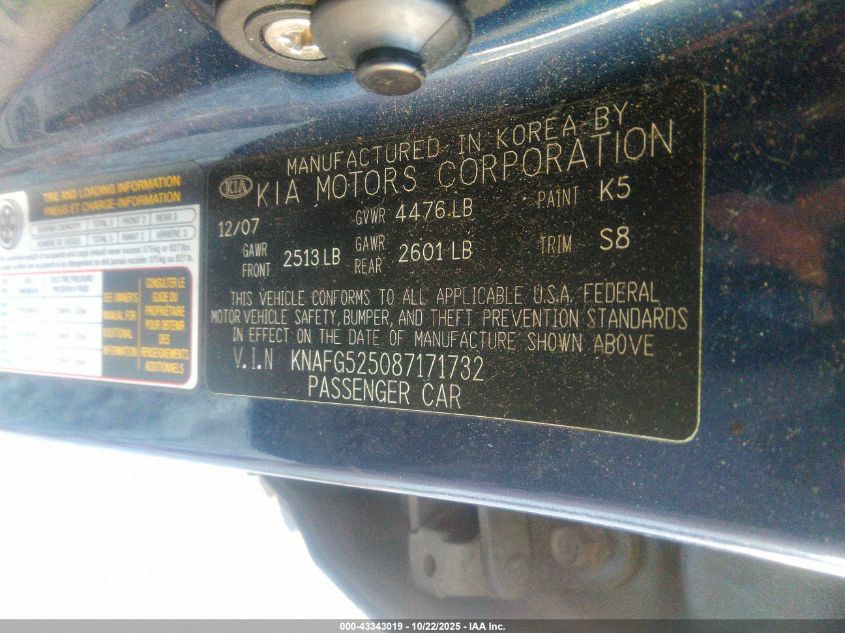 MANUFACTURED IN KOREA BY
KIA KIA MOTORS CORPORATION
12/07 GVWR 4476 LB PAINT K5
GAWR FRONT 2513 LB GAWR REAR 2601 LB TRIM S8
THIS VEHICLE CONFORMS TO ALL APPLICABLE U.S.A. FEDERAL
MOTOR VEHICLE SAFETY, BUMPER, AND THEFT PREVENTION STANDARDS
IN EFFECT ON THE DATE OF MANUFACTURE SHOWN ABOVE
V.I.N KNAFG525087171732
PASSENGER CAR
TIRE AND LOADING INFORMATION
PNEUS ET CHARGE-INFORMATION
SEE OWNER'S
MANUAL FOR
ADDITIONAL
INFORMATION
CONSULTER LE
GUIDE DU
PROPRIÉTAIRE
POUR OBTENIR
DES
RENSEIGNEMENTS
ADDITIONNELS
000-43343019 - 10/22/2025 - IAA Inc.